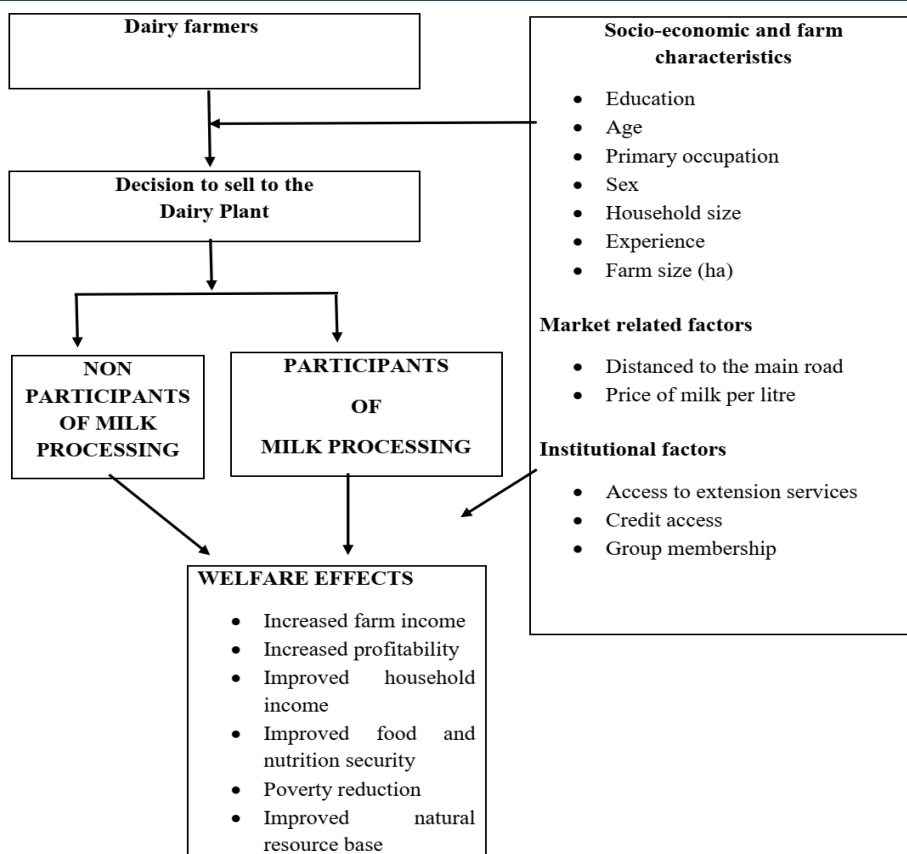 Dairy farmers
Decision to sell to the
Dairy Plant
NON
PARTICIPANTS
OF MILK
PROCESSING
PARTICIPANTS
OF
MILK PROCESSING
WELFARE EFFECTS
• Increased farm income
• Increased profitability
• Improved household
income
• Improved food and
nutrition security
• Poverty reduction
• Improved natural
resource base
Socio-economic and farm
characteristics
• Education
• Age
• Primary occupation
• Sex
• Household size
• Experience
• Farm size (ha)
Market related factors
• Distanced to the main road
• Price of milk per litre
Institutional factors
• Access to extension services
• Credit access
• Group membership